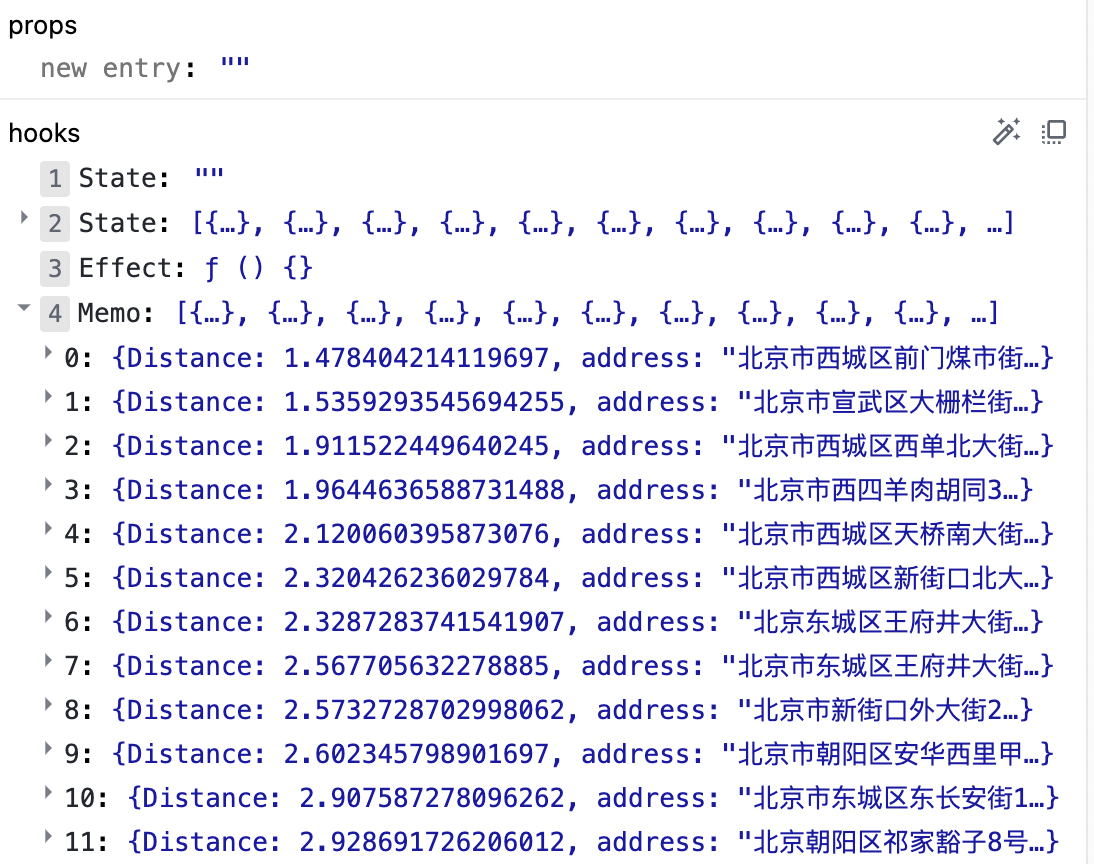 props
new entry: ""
hooks
1 State: ""
2 State: [{…}, {…}, {…}, {…}, {…}, {…}, {…}, {…}, {…}, {…}, …]
3 Effect: ƒ () {}
4 Memo: [{…}, {…}, {…}, {…}, {…}, {…}, {…}, {…}, {…}, {…}, …]
0: {Distance: 1.478404214119697, address: "北京市西城区前门煤市街…}
1: {Distance: 1.5359293545694255, address: "北京市宣武区大栅栏街…}
2: {Distance: 1.911522449640245, address: "北京市西城区西单北大街…}
3: {Distance: 1.9644636588731488, address: "北京市西四羊肉胡同3…}
4: {Distance: 2.120060395873076, address: "北京市西城区天桥南大街…}
5: {Distance: 2.320426236029784, address: "北京市西城区新街口北大…}
6: {Distance: 2.3287283741541907, address: "北京东城区王府井大街…}
7: {Distance: 2.567705632278885, address: "北京市东城区王府井大街…}
8: {Distance: 2.5732728702998062, address: "北京市新街口外大街2…}
9: {Distance: 2.602345798901697, address: "北京市朝阳区安华西里甲…}
10: {Distance: 2.907587278096262, address: "北京市东城区东长安街1…}
11: {Distance: 2.928691726206012, address: "北京朝阳区祁家豁子8号…}